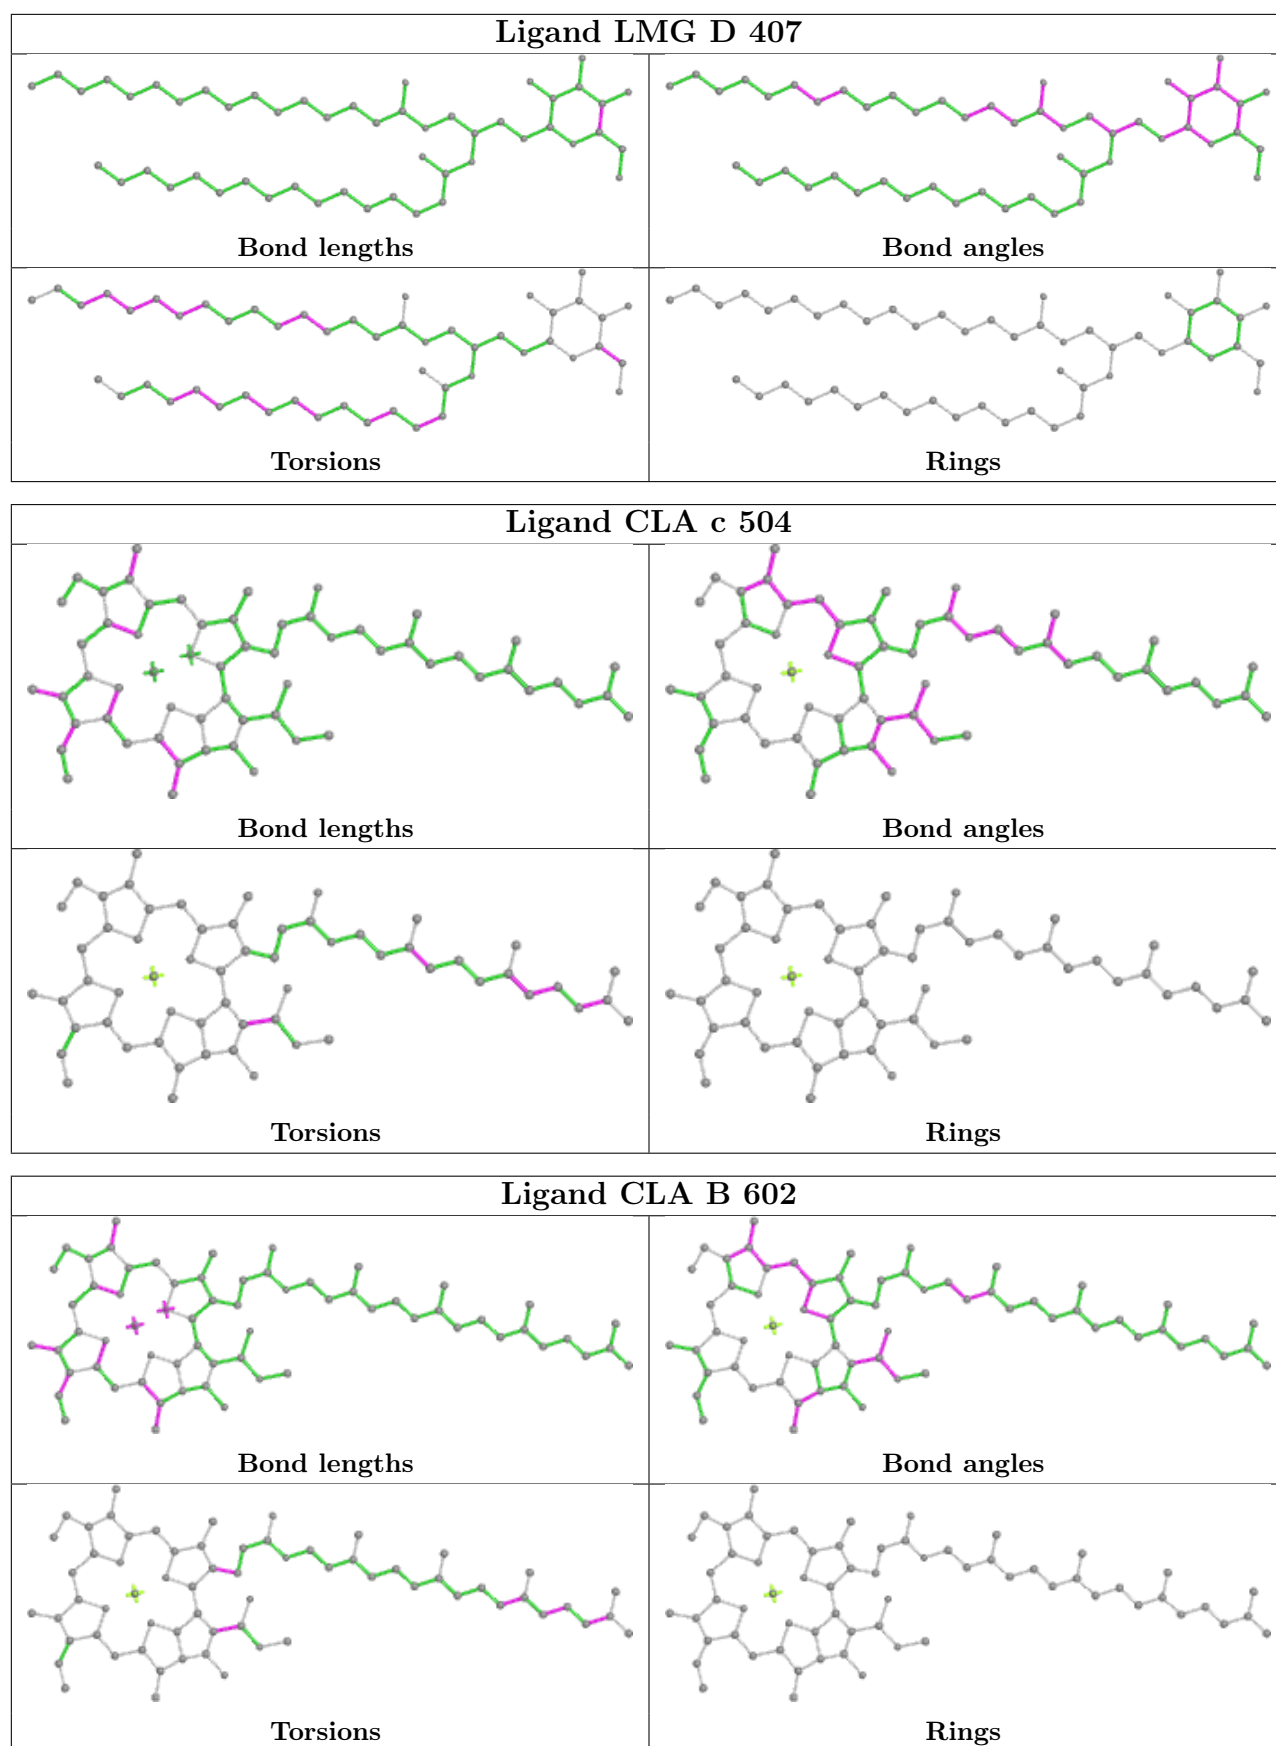 Ligand LMG D 407
Bond lengths
Bond angles
Torsions
Rings
Ligand CLA c 504
Bond lengths
Bond angles
Torsions
Rings
Ligand CLA B 602
Bond lengths
Bond angles
Torsions
Rings